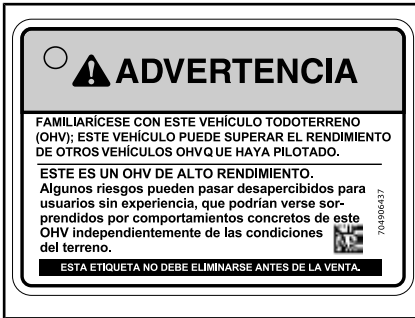 ADVERTENCIA
FAMILIARÍCESE CON ESTE VEHÍCULO TODOTERRENO
(OHV); ESTE VEHÍCULO PUEDE SUPERAR EL RENDIMIENTO
DE OTROS VEHÍCULOS OHVQ UE HAYA PILOTADO.
ESTE ES UN OHV DE ALTO RENDIMIENTO.
Algunos riesgos pueden pasar desapercibidos para
usuarios sin experiencia, que podrían verse sor-
prendidos por comportamientos concretos de este
OHV independientemente de las condiciones
del terreno.
704906437
ESTA ETIQUETA NO DEBE ELIMINARSE ANTES DE LA VENTA.